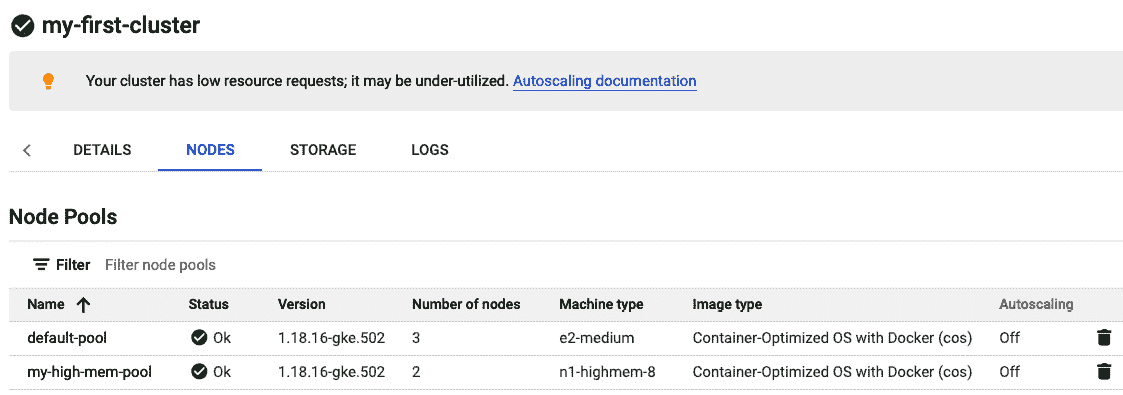 my-first-cluster
Your cluster has low resource requests; it may be under-utilized. Autoscaling documentation
DETAILS NODES STORAGE LOGS
Node Pools
Filter Filter node pools
Name Status Version Number of nodes Machine type Image type Autoscaling
default-pool Ok 1.18.16-gke.502 3 e2-medium Container-Optimized OS with Docker (cos) Off
my-high-mem-pool Ok 1.18.16-gke.502 2 n1-highmem-8 Container-Optimized OS with Docker (cos) Off